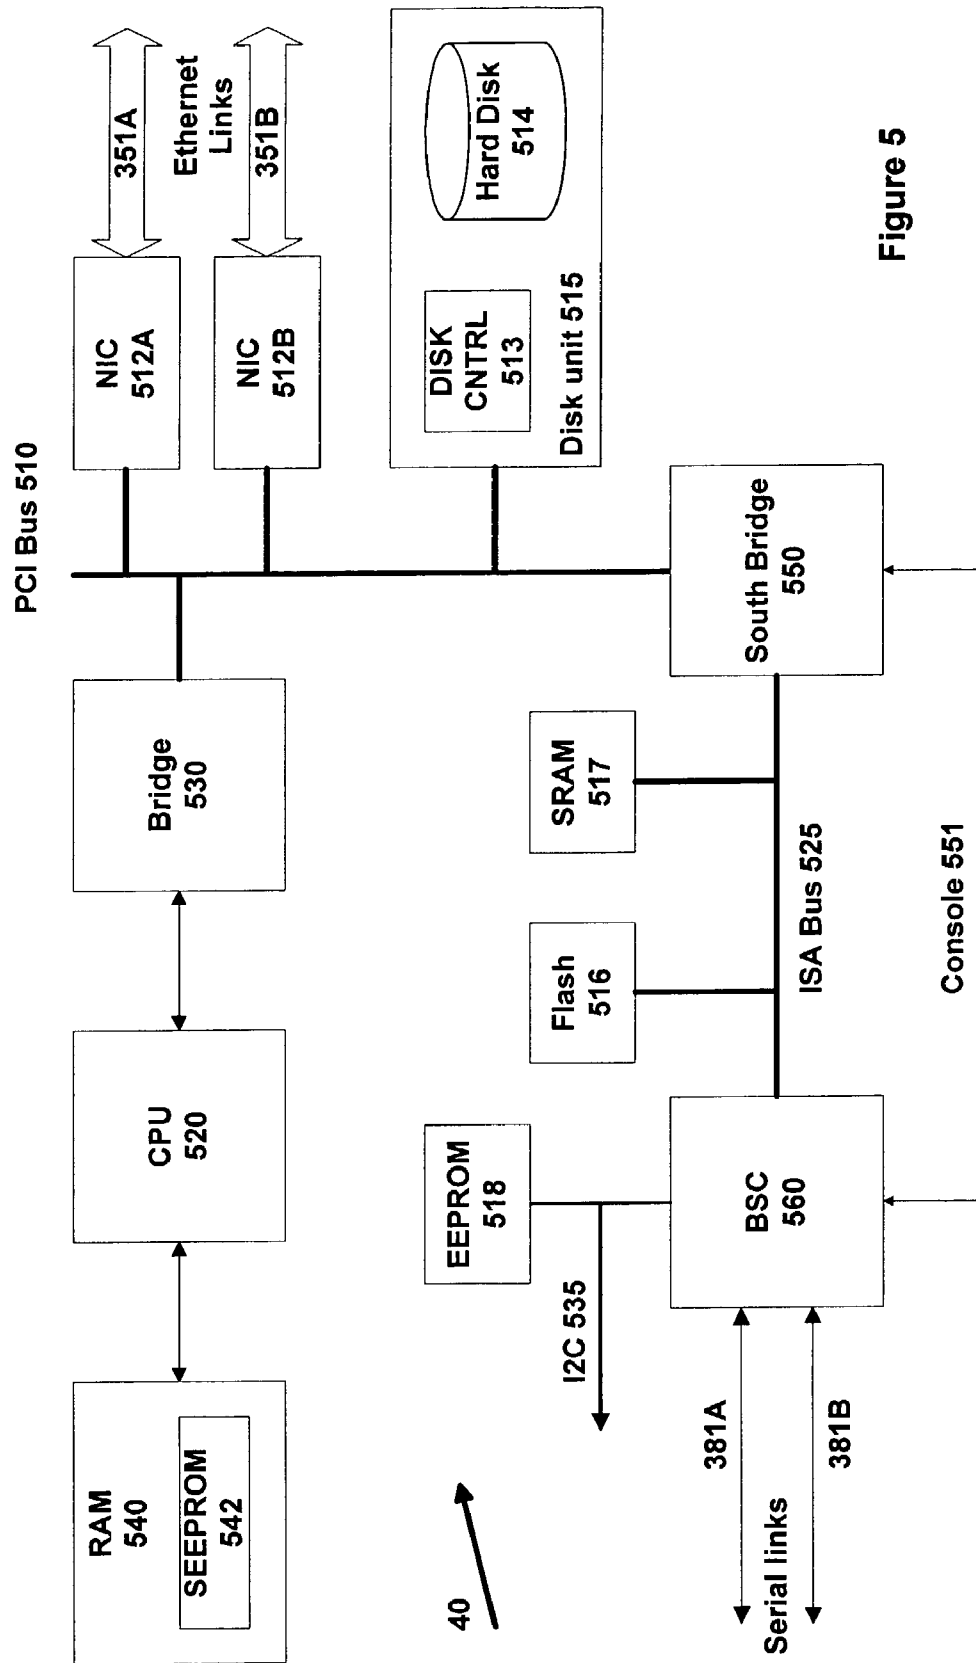 PCI Bus 510
RAM
540
SEEPROM
542
CPU
520
Bridge
530
NIC
512A
351A
Ethernet
Links
NIC
512B
351B
40
EEPROM
518
I2C 535
Flash
516
SRAM
517
DISK
CNTRL
513
Hard Disk
514
Disk unit 515
381A
Serial links
381B
BSC
560
ISA Bus 525
South Bridge
550
Console 551
Figure 5